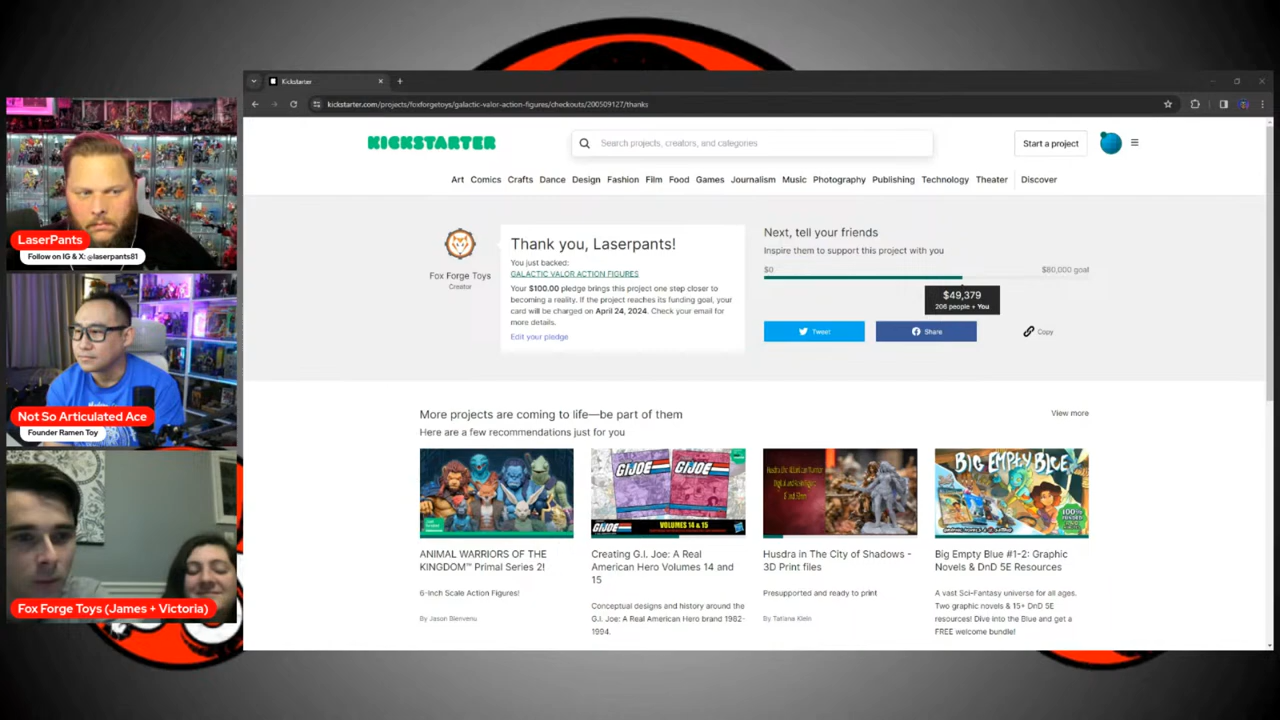 Kickstarter
kickstarter.com/projects/foxforgetoys/galactic-valor-action-figures/checkouts/200509127/thanks
KICKSTARTER
Search projects, creators, and categories
Start a project
Art Comics Crafts Dance Design Fashion Film Food Games Journalism Music Photography Publishing Technology Theater Discover
Fox Forge Toys
Creator
Thank you, Laserpants!
You just backed:
GALACTIC VALOR ACTION FIGURES
Your $100.00 pledge brings this project one step closer to
becoming a reality. If the project reaches its funding goal, your
card will be charged on April 24, 2024. Check your email for
more details.
Edit your pledge
Next, tell your friends
Inspire them to support this project with you
$0
$80,000 goal
$49,379
206 people + You
Tweet
Share
Copy
LaserPants
Follow on IG & X: @laserpants81
Not So Articulated Ace
Founder Ramen Toy
Fox Forge Toys (James + Victoria)
More projects are coming to life—be part of them
View more
Here are a few recommendations just for you
G.I.JOE G.I.JOE
VOLUMES 14 & 15
G.I.JOE
BIG EMPTY BLUE
100%
ANIMAL WARRIORS OF THE
KINGDOM™ Primal Series 2!
6-Inch Scale Action Figures!
By Jason Bienvenu
Creating G.I. Joe: A Real
American Hero Volumes 14 and
15
Conceptual designs and history around the
G.I. Joe: A Real American Hero brand 1982-
1994.
Husdra in The City of Shadows -
3D Print files
Presupported and ready to print
By Tatiana Klein
Big Empty Blue #1-2: Graphic
Novels & DnD 5E Resources
A vast Sci-Fantasy universe for all ages.
Two graphic novels & 15+ DnD 5E
resources! Dive into the Blue and get a
FREE welcome bundle!